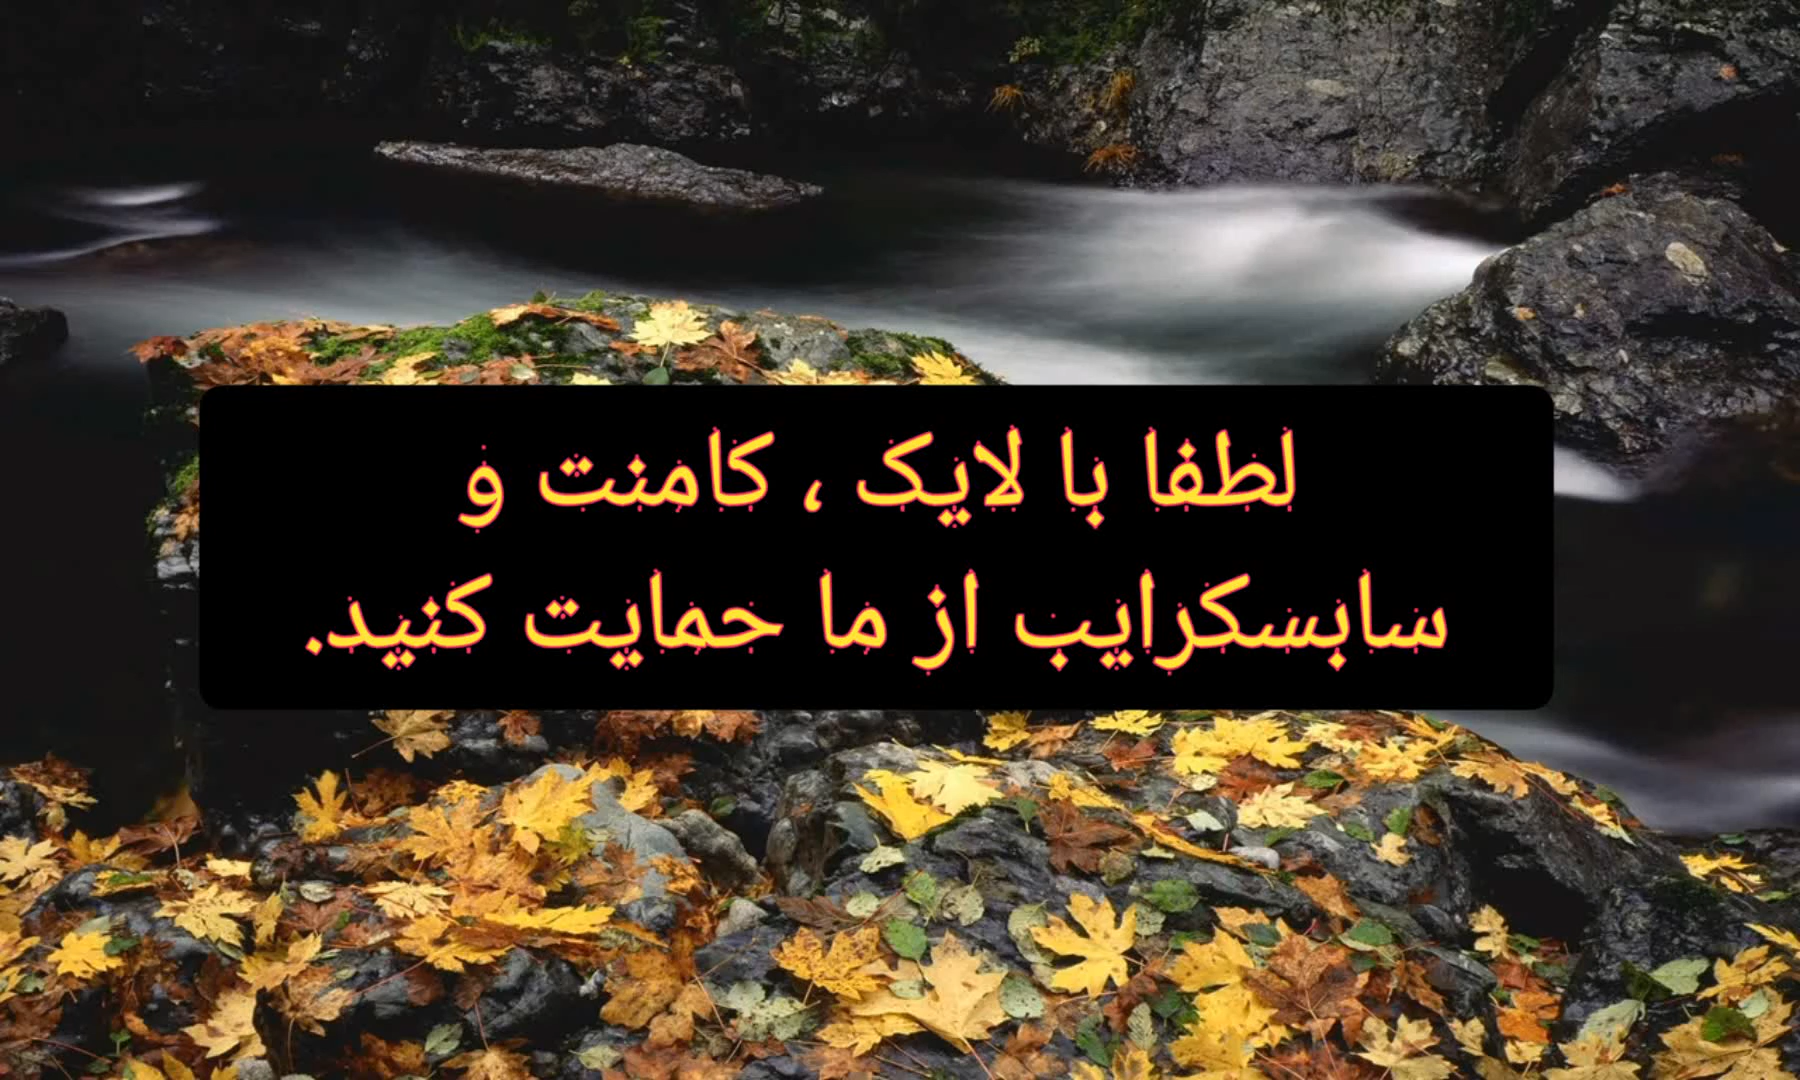 لطفا با لایک ، کامنت و
سابسکرایب از ما حمایت کنید.